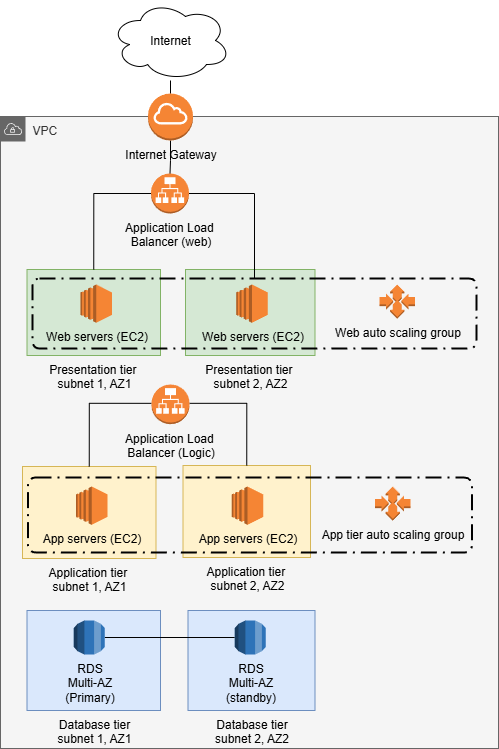 Internet
VPC
Internet Gateway
Application Load
Balancer (web)
Web servers (EC2)
Web servers (EC2)
Web auto scaling group
Presentation tier
subnet 1, AZ1
Presentation tier
subnet 2, AZ2
Application Load
Balancer (Logic)
App servers (EC2)
App servers (EC2)
App tier auto scaling group
Application tier
subnet 1, AZ1
Application tier
subnet 2, AZ2
RDS
Multi-AZ
(Primary)
RDS
Multi-AZ
(standby)
Database tier
subnet 1, AZ1
Database tier
subnet 2, AZ2